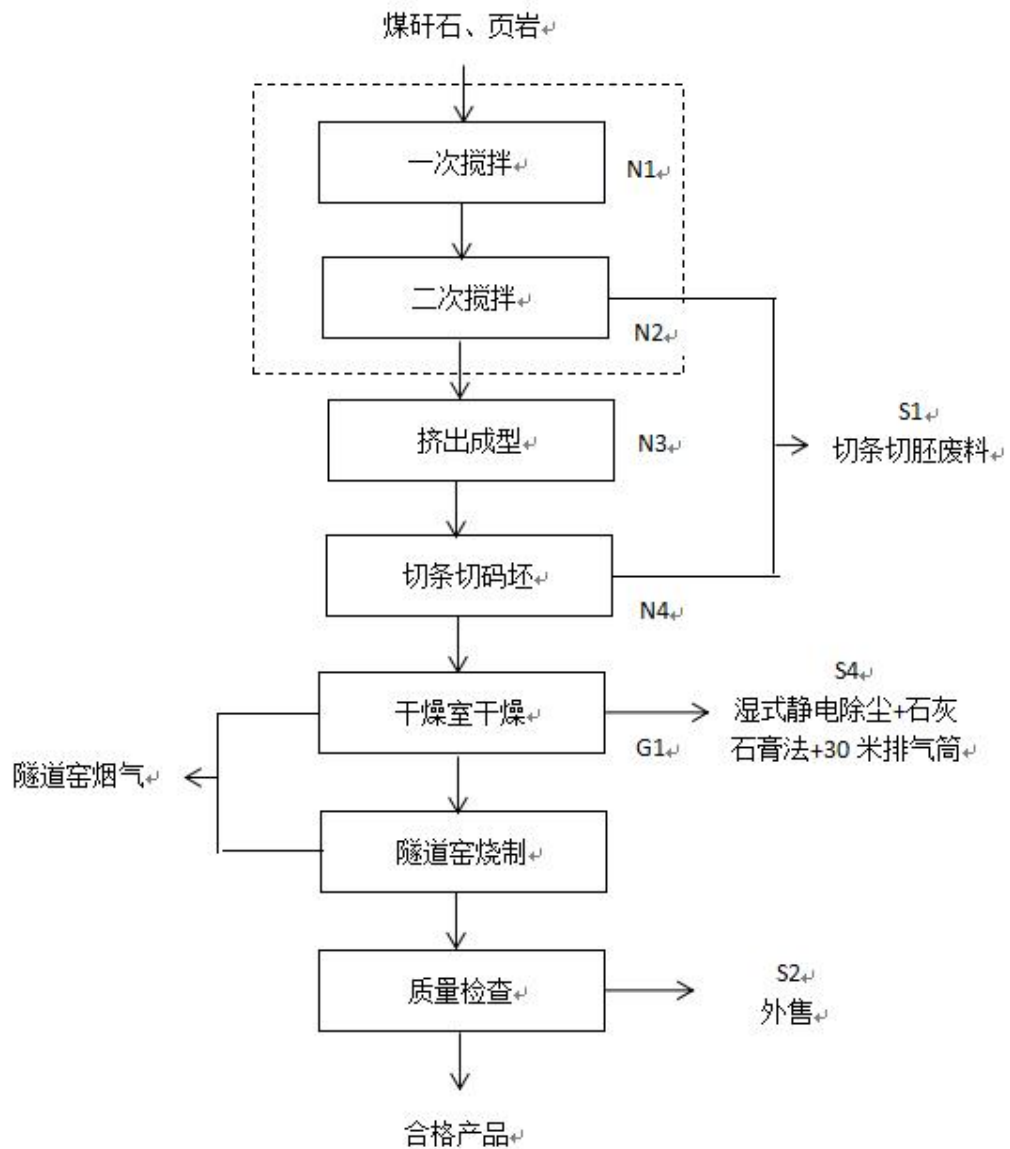 煤矸石、页岩
一次搅拌
N1
二次搅拌
N2
挤出成型
N3
S1
切条切胚废料
切条切码坯
N4
干燥室干燥
G1
S4
湿式静电除尘+石灰
石膏法+30 米排气筒
隧道窑烟气
隧道窑烧制
质量检查
S2
外售
合格产品